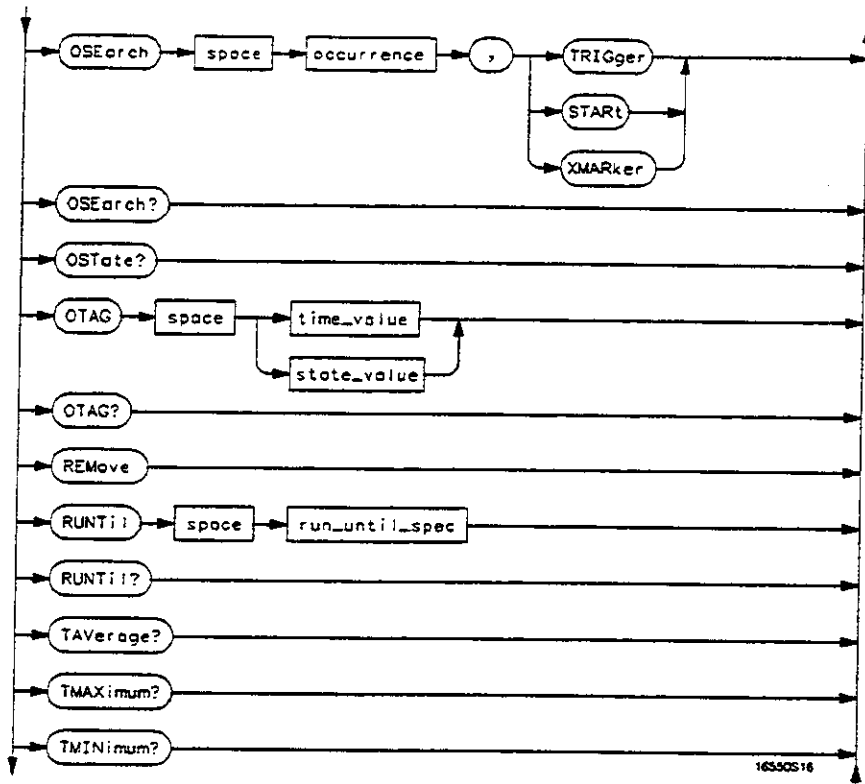 OSEarch space occurrence , TRIGger
STARt
XMARker
OSEarch?
OSTate?
OTAG space time_value
state_value
OTAG?
REMove
RUNTil space run_until_spec
RUNTil?
TAVerage?
TMAXimum?
TMINimum?
16550S16